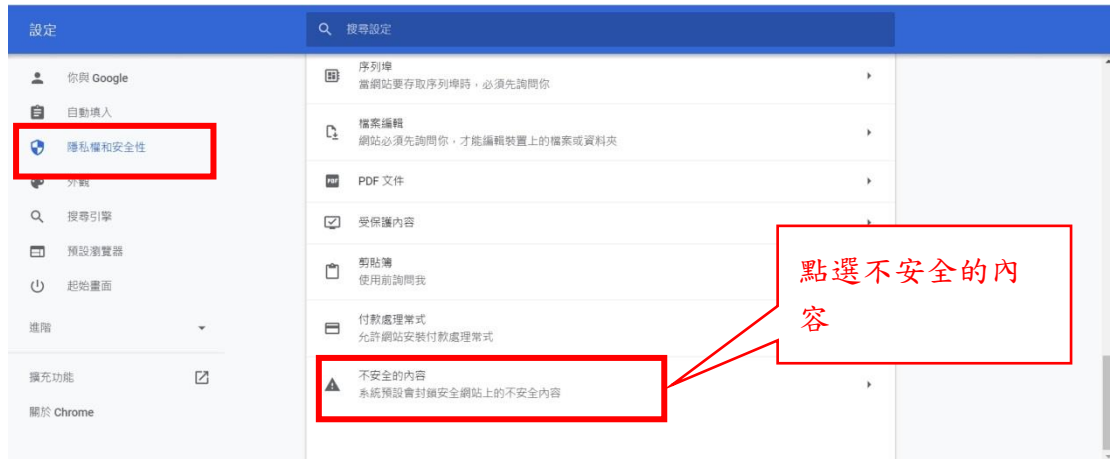 設定
搜尋設定
你與 Google
自動填入
隱私權和安全性
外觀
搜尋引擎
預設瀏覽器
起始畫面
進階
擴充功能
關於 Chrome
序列埠
當網站要存取序列埠時，必須先詢問你
檔案編輯
網站必須先詢問你，才能編輯裝置上的檔案或資料夾
PDF
PDF 文件
受保護內容
剪貼簿
使用前詢問我
付款處理常式
允許網站安裝付款處理常式
不安全的內容
系統預設會封鎖安全網站上的不安全內容
點選不安全的內
容